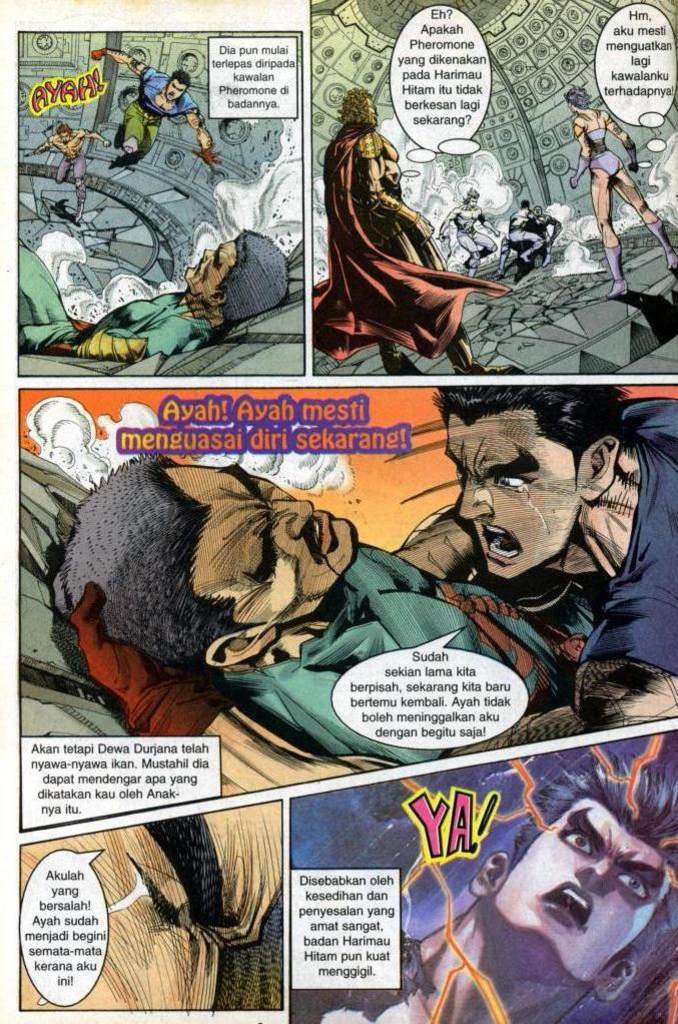 Dia pun mulai
terlepas diripada
kawalan
Pheromone di
badannya.
AYAH!
Eh?
Apakah
Pheromone
yang dikenakan
pada Harimau
Hitam itu tidak
berkesan lagi
sekarang?
Hm,
aku mesti
menguatkan
lagi
kawalanku
terhadapnya!
Ayah! Ayah mesti
menguasai diri sekarang!
Sudah
sekian lama kita
berpisah, sekarang kita baru
bertemu kembali. Ayah tidak
boleh meninggalkan aku
dengan begitu saja!
Akan tetapi Dewa Durjana telah
nyawa-nyawa ikan. Mustahil dia
dapat mendengar apa yang
dikatakan kau oleh Anak-
nya itu.
Akulah
yang
bersalah!
Ayah sudah
menjadi begini
semata-mata
kerana aku
ini!
YA!
Disebabkan oleh
kesedihan dan
penyesalan yang
amat sangat,
badan Harimau
Hitam pun kuat
menggigil.